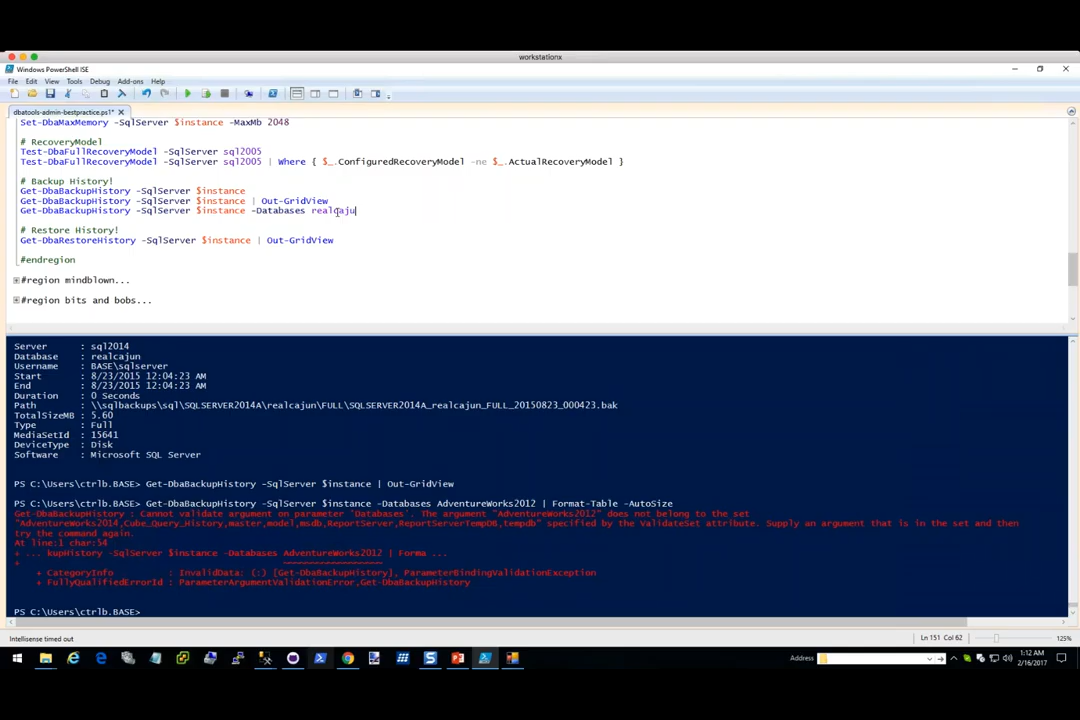 workstationx
Windows PowerShell ISE
File Edit View Tools Debug Add-ons Help
dbatools-admin-bestpractice.ps1*
Set-DbaMaxMemory -SqlServer $instance -MaxMb 2048
# RecoveryModel
Test-DbaFullRecoveryModel -SqlServer sql2005
Test-DbaFullRecoveryModel -SqlServer sql2005 | Where { $_.ConfiguredRecoveryModel -ne $_.ActualRecoveryModel }
# Backup History!
Get-DbaBackupHistory -SqlServer $instance
Get-DbaBackupHistory -SqlServer $instance | Out-GridView
Get-DbaBackupHistory -SqlServer $instance -Databases realcaju
# Restore History!
Get-DbaRestoreHistory -SqlServer $instance | Out-GridView
#endregion
#region mindblown...
#region bits and bobs...
Server : sql2014
Database : realcajun
Username : BASE\sqlserver
Start : 8/23/2015 12:04:23 AM
End : 8/23/2015 12:04:23 AM
Duration : 0 Seconds
Path : \\sqlbackups\sql\SQLSERVER2014A\realcajun\FULL\SQLSERVER2014A_realcajun_FULL_20150823_000423.bak
TotalSizeMB : 5.60
Type : Full
MediaSetId : 15641
DeviceType : Disk
Software : Microsoft SQL Server
PS C:\Users\ctrlb.BASE> Get-DbaBackupHistory -SqlServer $instance | Out-GridView
PS C:\Users\ctrlb.BASE> Get-DbaBackupHistory -SqlServer $instance -Databases AdventureWorks2012 | Format-Table -AutoSize
Get-DbaBackupHistory : Cannot validate argument on parameter 'Databases'. The argument "AdventureWorks2012" does not belong to the set
"AdventureWorks2014,Cube_Query_History,master,model,msdb,ReportServer,ReportServerTempDB,tempdb" specified by the ValidateSet attribute. Supply an argument that is in the set and then
try the command again.
At line:1 char:54
+ ... kupHistory -SqlServer $instance -Databases AdventureWorks2012 | Forma ...
+ ~~~~~~~~~~~~~~~~~~
+ CategoryInfo : InvalidData: (:) [Get-DbaBackupHistory], ParameterBindingValidationException
+ FullyQualifiedErrorId : ParameterArgumentValidationError,Get-DbaBackupHistory
PS C:\Users\ctrlb.BASE>
Intellisense timed out
Ln 151 Col 62
125%
Address
1:12 AM
2/16/2017